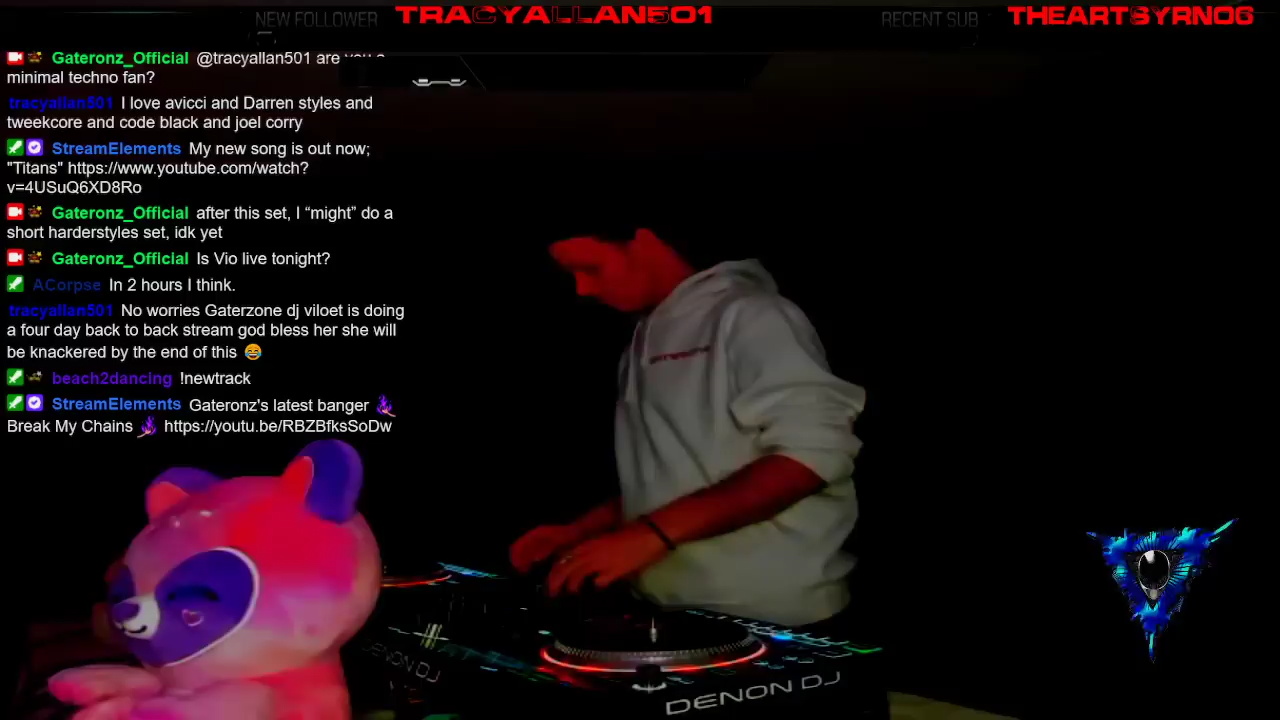 NEW FOLLOWER TRACYALLAN501 RECENT SUB THEARTGYRN06
Gateronz_Official @tracyallan501 are you a
minimal techno fan?
tracyallan501 I love avicci and Darren styles and
tweekcore and code black and joel corry
StreamElements My new song is out now;
"Titans" https://www.youtube.com/watch?
v=4USuQ6XD8Ro
Gateronz_Official after this set, I “might” do a
short harderstyles set, idk yet
Gateronz_Official Is Vio live tonight?
ACorpse In 2 hours I think.
tracyallan501 No worries Gaterzone dj viloet is doing
a four day back to back stream god bless her she will
be knackered by the end of this
beach2dancing !newtrack
StreamElements Gateronz's latest banger
Break My Chains https://youtu.be/RBZBfksSoDw
DENON DJ
DENON DJ